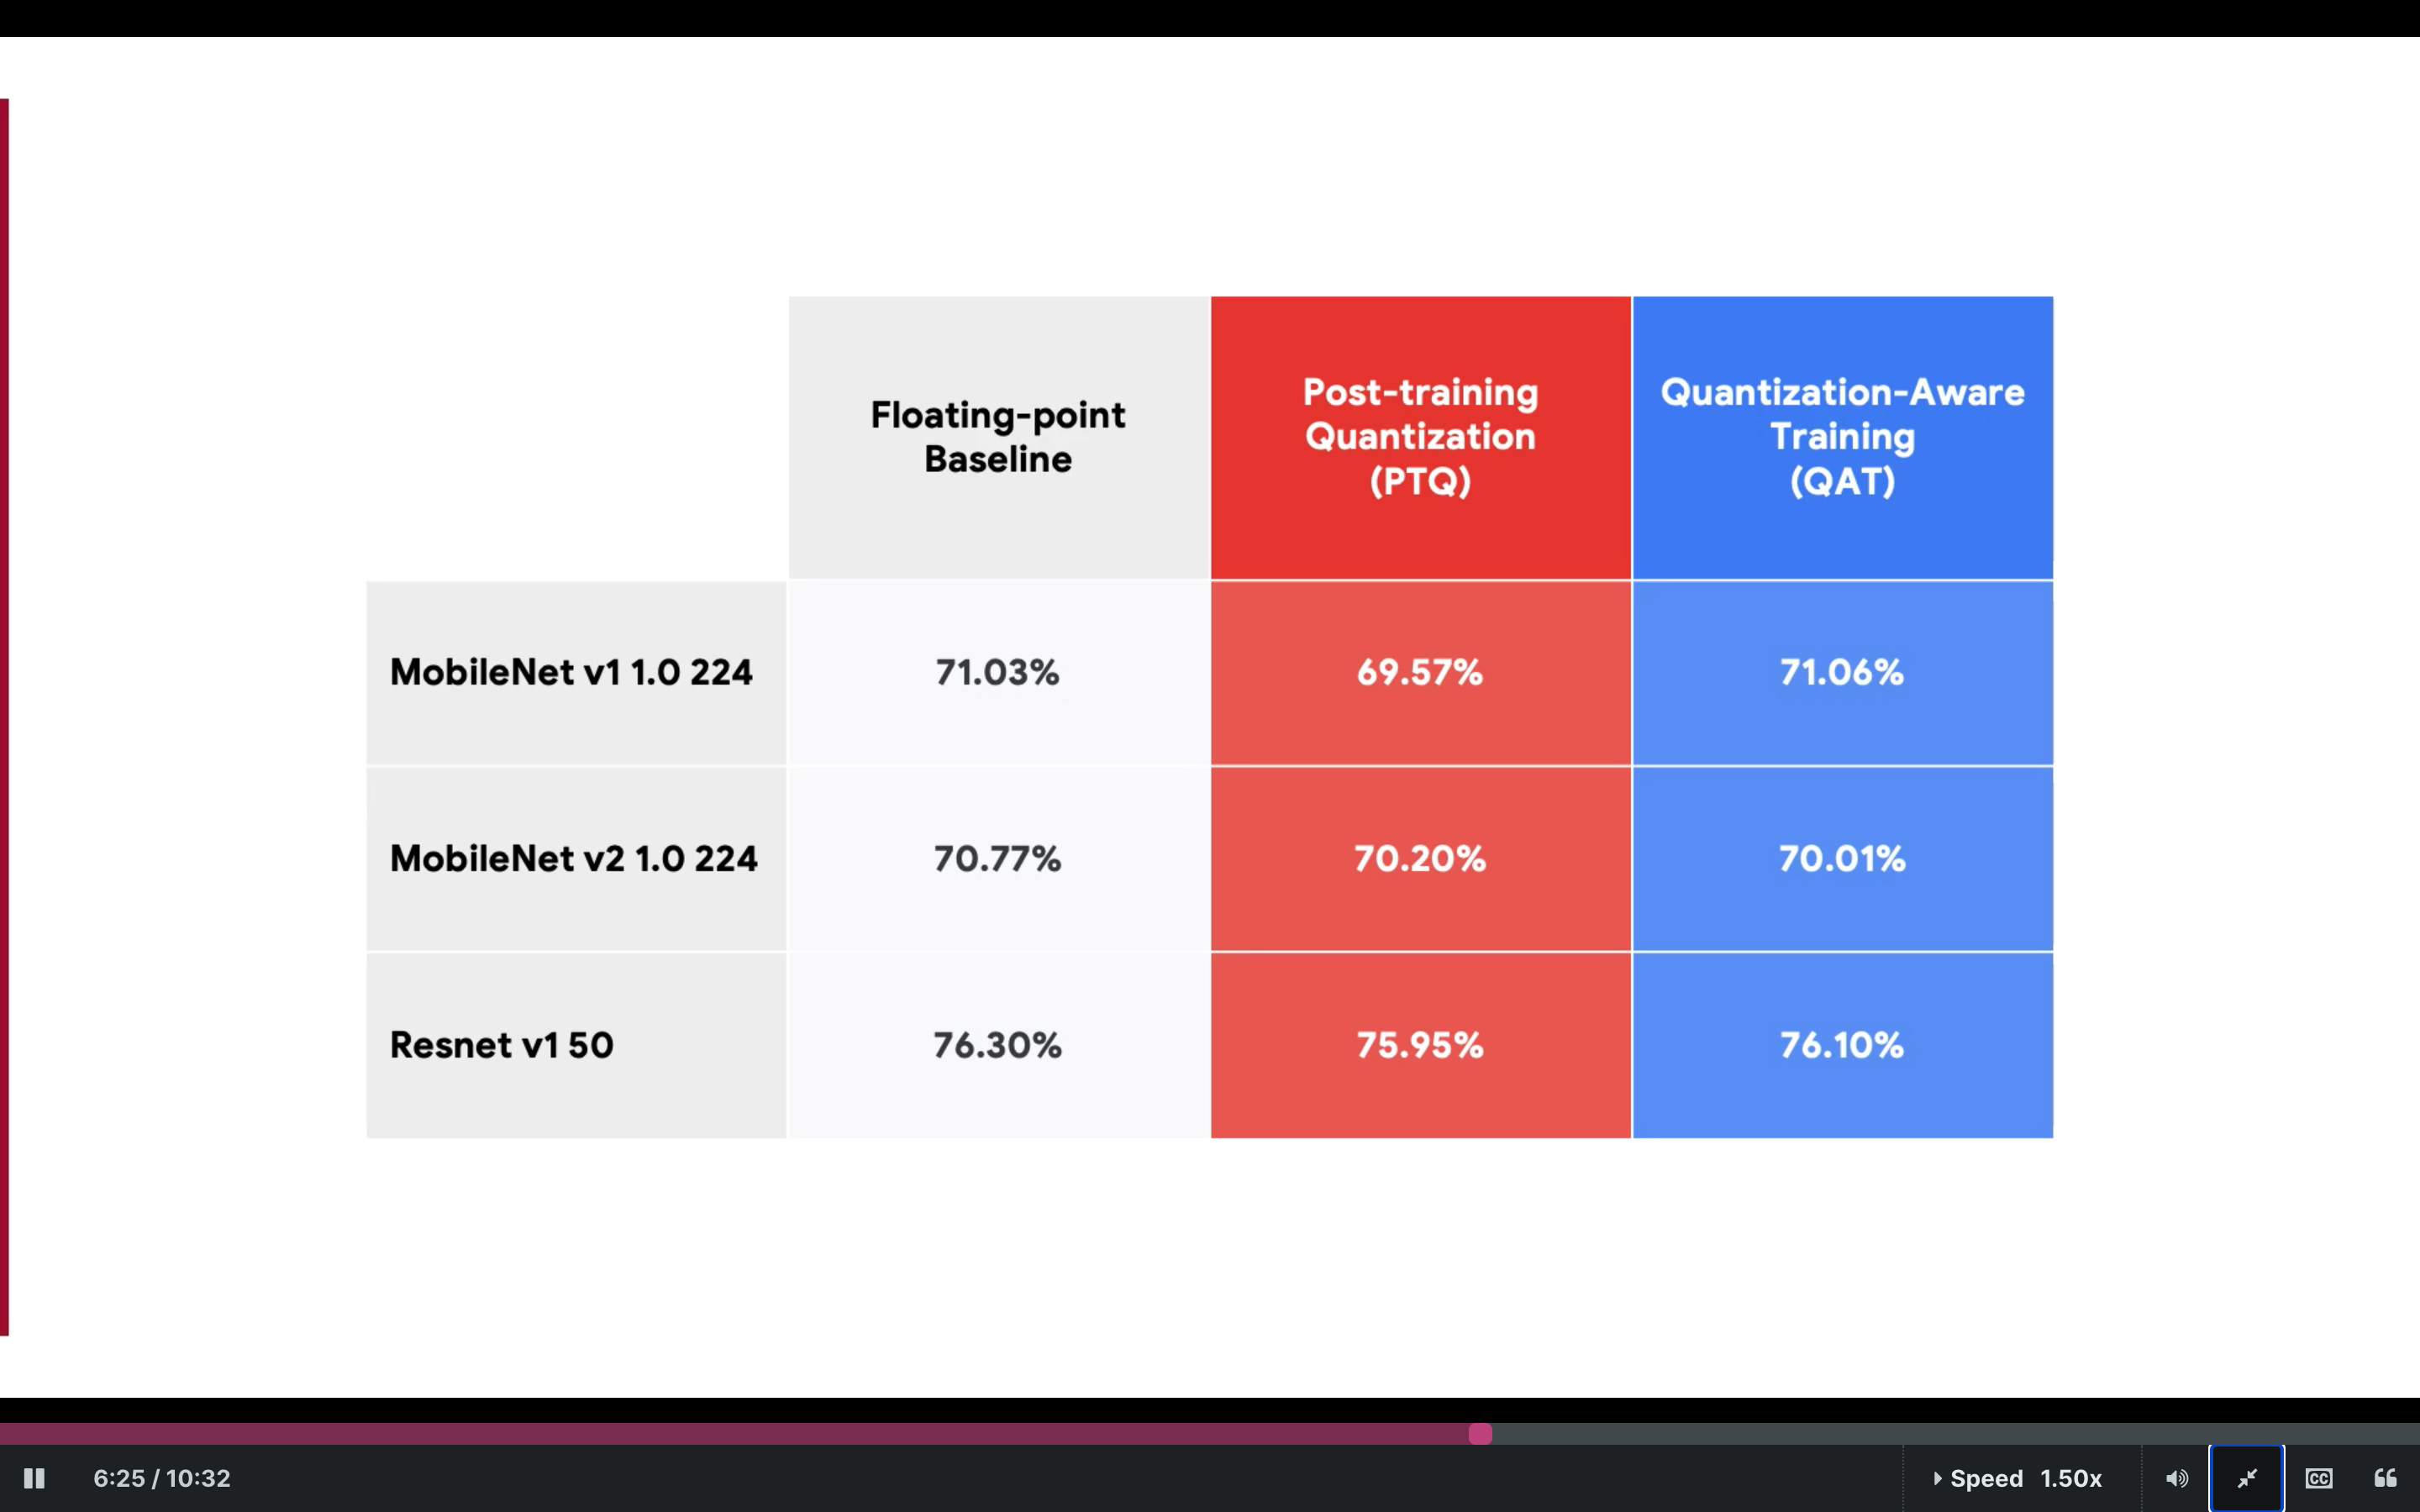 Floating-point
Baseline
Post-training
Quantization
(PTQ)
Quantization-Aware
Training
(QAT)
MobileNet v1 1.0 224
71.03%
69.57%
71.06%
MobileNet v2 1.0 224
70.77%
70.20%
70.01%
Resnet v1 50
76.30%
75.95%
76.10%
6:25 / 10:32
Speed 1.50x
CC